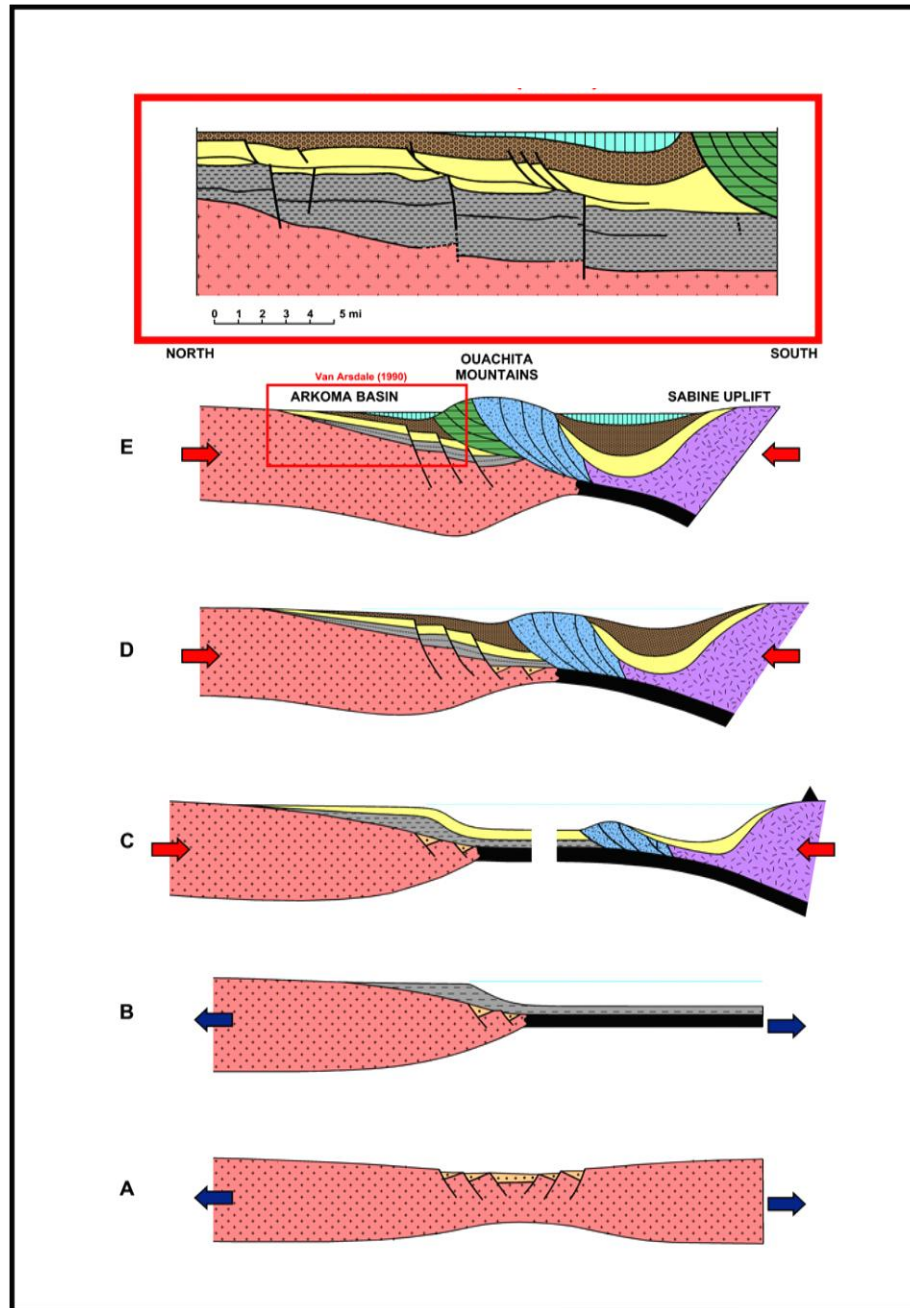 0 1 2 3 4 5 mi
NORTH
OUACHITA
MOUNTAINS
SOUTH
Van Arsdale (1990)
ARKOMA BASIN
SABINE UPLIFT
E
D
C
B
A